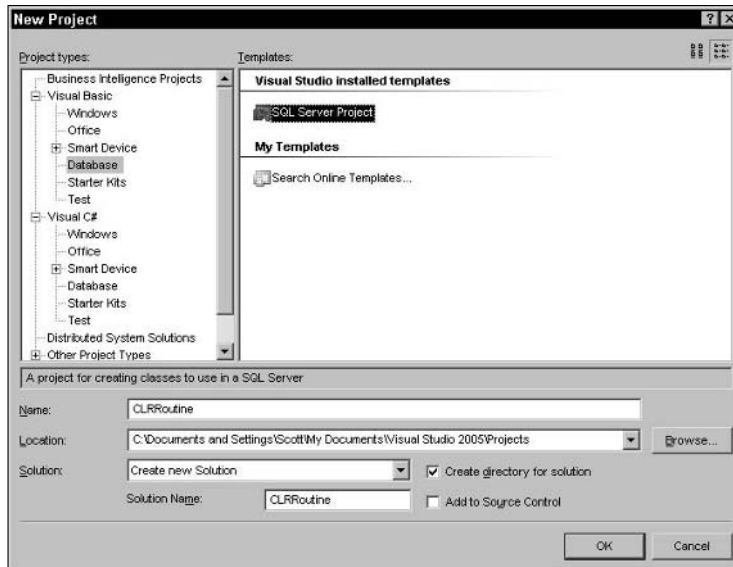 New Project
Project types:
Templates:
Business Intelligence Projects
Visual Basic
Windows
Office
Smart Device
Database
Starter Kits
Test
Visual C#
Windows
Office
Smart Device
Database
Starter Kits
Test
Distributed System Solutions
Other Project Types
Visual Studio installed templates
SQL Server Project
My Templates
Search Online Templates...
A project for creating classes to use in a SQL Server
Name:
CLRRoutine
Location:
C:\Documents and Settings\Scott\My Documents\Visual Studio 2005\Projects
Browse...
Solution:
Create new Solution
Create directory for solution
Solution Name:
CLRRoutine
Add to Source Control
OK
Cancel